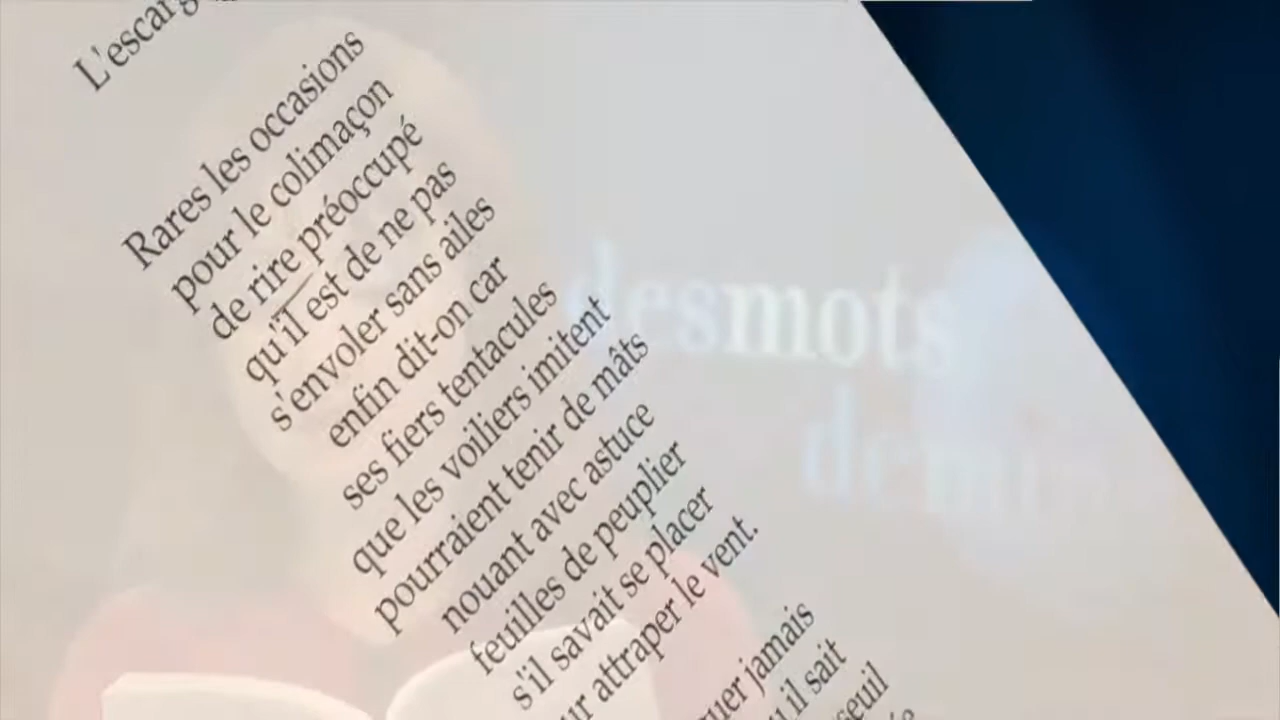 Rares les occasions
pour le colimaçon
de rire préoccupé
qu'il est de ne pas
s'envoler sans ailes
enfin dit-on car
ses fiers tentacules
que les voiliers imitent
pourraient tenir de mâts
nouant avec astuce
feuilles de peuplier
s'il savait se placer
attraper le vent.
jamais
il sait
desmots
de